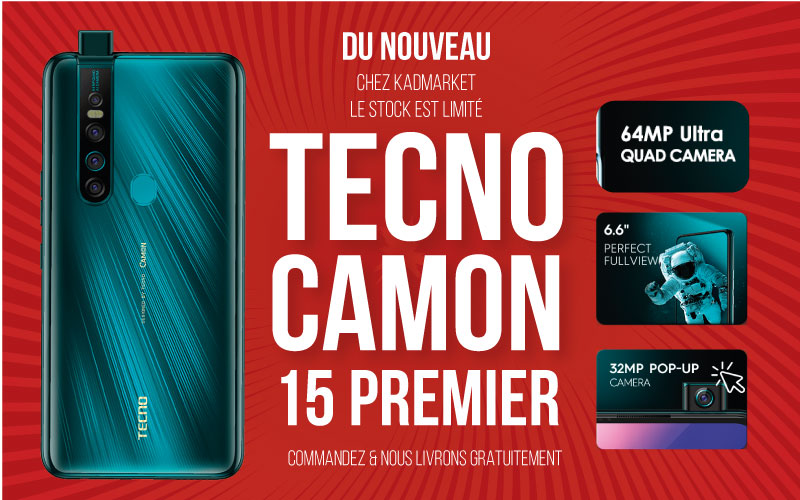 DU NOUVEAU
CHEZ KADMARKET
LE STOCK EST LIMITÉ
TECNO
CAMON
15 PREMIER
COMMANDEZ & NOUS LIVRONS GRATUITEMENT
64MP Ultra
QUAD CAMERA
6.6"
PERFECT
FULLVIEW
32MP POP-UP
CAMERA
CAMON
TECNO